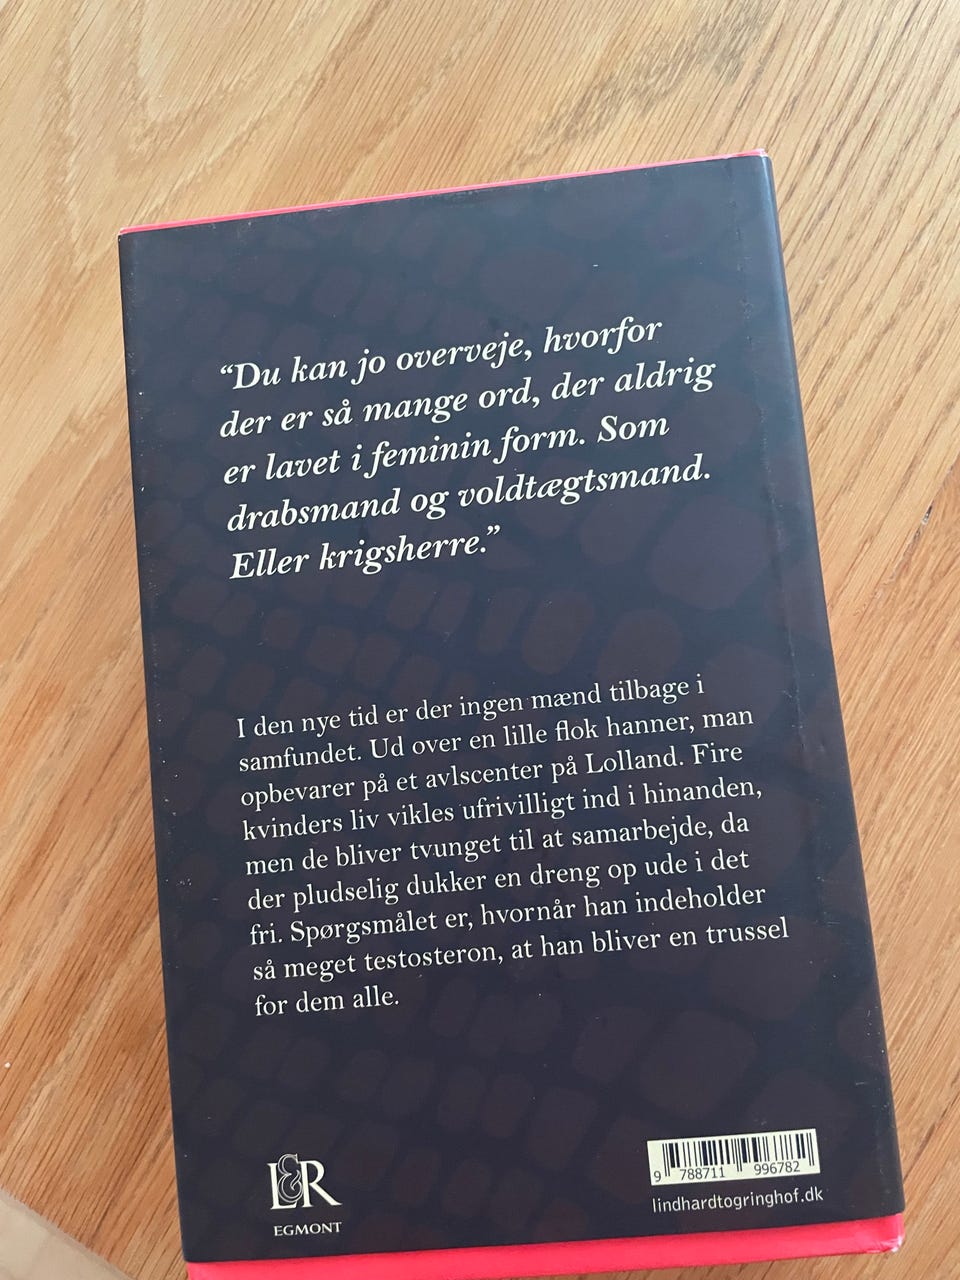 “Du kan jo overveje, hvorfor
der er så mange ord, der aldrig
er lavet i feminin form. Som
drabsmand og voldtægtsmand.
Eller krigsherre.”
I den nye tid er der ingen mænd tilbage i
samfundet. Ud over en lille flok hanner, man
opbevarer på et avlscenter på Lolland. Fire
kvinders liv vikles ufrivilligt ind i hinanden,
men de bliver tvunget til at samarbejde, da
der pludselig dukker en dreng op ude i det
fri. Spørgsmålet er, hvornår han indeholder
så meget testosteron, at han bliver en trussel
for dem alle.
L&R
EGMONT
9 788711 996782
lindhardtogringhof.dk